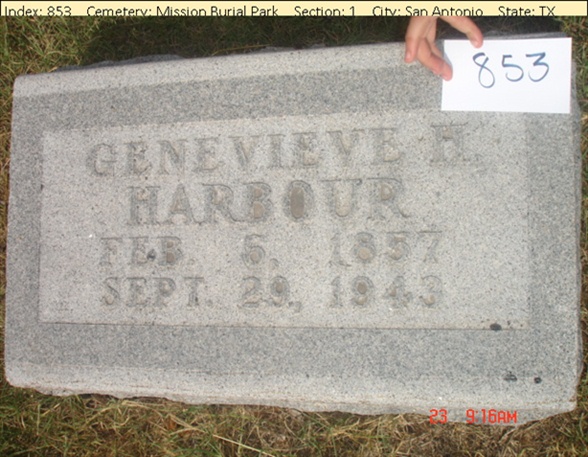 Index: 853 Cemetery: Mission Burial Park Section: 1 City: San Antonio State: TX
853
GENEVIEVE H.
HARBOUR
FEB. 5, 1857
SEPT. 29, 1943
23 9:16AM